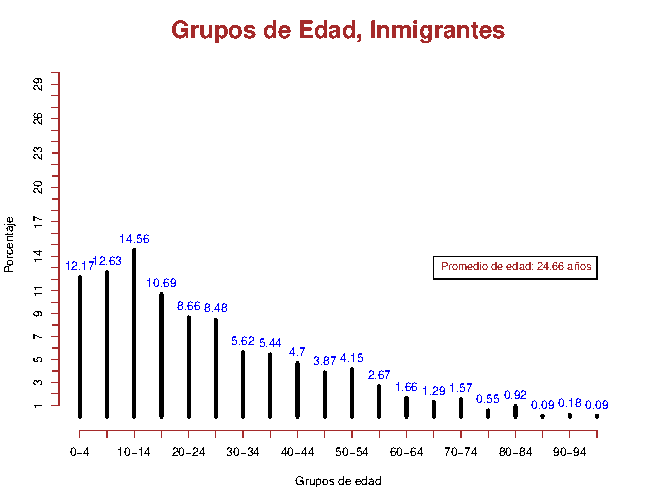 Grupos de Edad, Inmigrantes
Porcentaje
29
26
23
20
17
14
11
9
7
5
3
1
12.17 12.63 14.56 10.69 8.66 8.48 5.62 5.44 4.7 3.87 4.15 2.67 1.66 1.29 1.57 0.55 0.92 0.09 0.18 0.09
Promedio de edad: 24.66 años
0−4 10−14 20−24 30−34 40−44 50−54 60−64 70−74 80−84 90−94
Grupos de edad